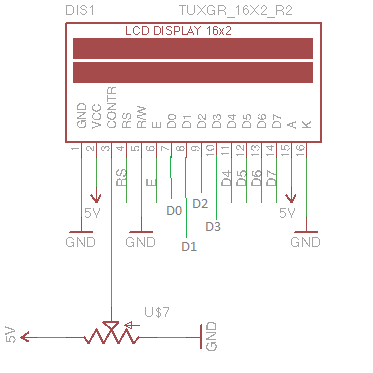 DIS1 TUXGR_16X2_R2
LCD DISPLAY 16x2
GND VCC CONTR RS R/W E D0 D1 D2 D3 D4 D5 D6 D7 A K
1 2 3 4 5 6 7 8 9 10 11 12 13 14 15 16
RS E D4 D5 D6 D7
5V D0 D2 5V
D3
GND GND D1 GND
U$7
5V GND